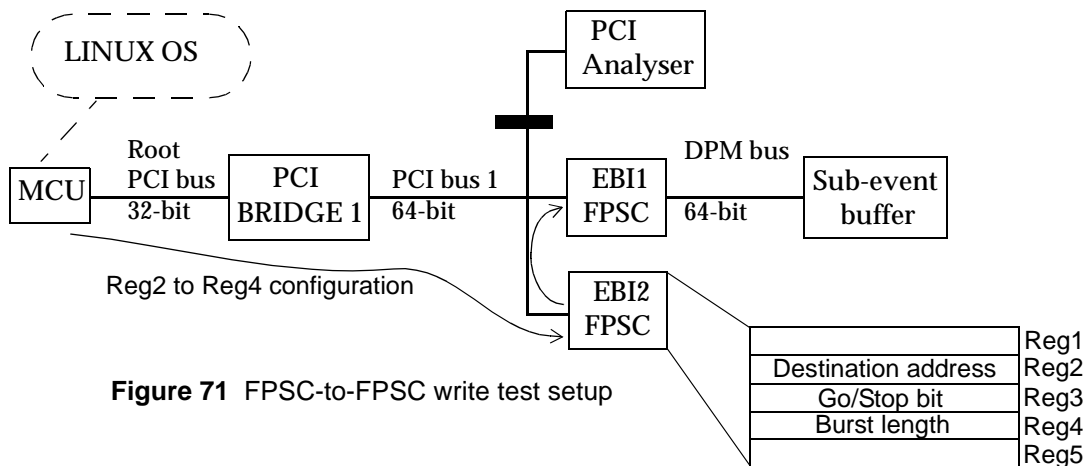 LINUX OS
PCI
Analyser
MCU
Root
PCI bus
32-bit
PCI
BRIDGE 1
PCI bus 1
64-bit
EBI1
FPSC
DPM bus
64-bit
Sub-event
buffer
Reg2 to Reg4 configuration
EBI2
FPSC
Reg1
Destination address Reg2
Go/Stop bit Reg3
Burst length Reg4
Reg5
Figure 71 FPSC-to-FPSC write test setup